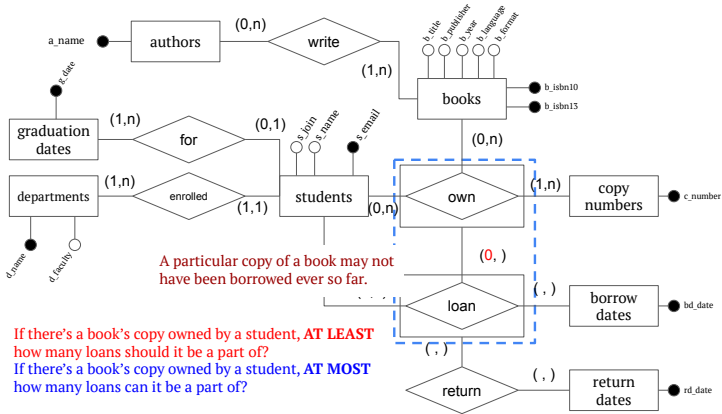 a_name
authors
(0,n)
write
(1,n)
b_title
b_publisher
b_year
b_language
b_format
books
b_isbn10
b_isbn13
g_date
graduation
dates
(1,n)
for
(0,1)
s_join
s_name
s_email
(0,n)
departments
(1,n)
enrolled
(1,1)
students
(0,n)
own
(1,n)
copy
numbers
c_number
d_name
d_faculty
A particular copy of a book may not
have been borrowed ever so far.
(0, )
loan
( , )
borrow
dates
bd_date
If there's a book's copy owned by a student, AT LEAST
how many loans should it be a part of?
If there's a book's copy owned by a student, AT MOST
how many loans can it be a part of?
( , )
return
( , )
return
dates
rd_date